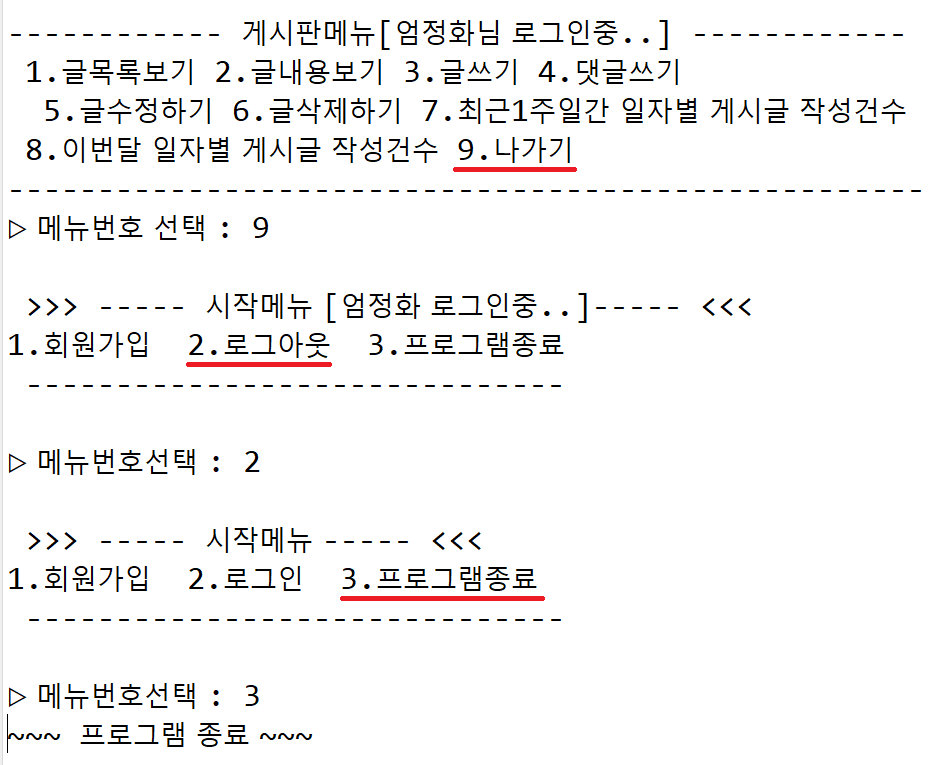 ------------ 게시판메뉴[엄정화님 로그인중..] ------------
1.글목록보기 2.글내용보기 3.글쓰기 4.댓글쓰기
5.글수정하기 6.글삭제하기 7.최근1주일간 일자별 게시글 작성건수
8.이번달 일자별 게시글 작성건수 9.나가기
---------------------------------------------------
▷ 메뉴번호 선택 : 9
>>> ----- 시작메뉴 [엄정화 로그인중..]----- <<<
1.회원가입 2.로그아웃 3.프로그램종료
------------------------------
▷ 메뉴번호선택 : 2
>>> ----- 시작메뉴 ----- <<<
1.회원가입 2.로그인 3.프로그램종료
------------------------------
▷ 메뉴번호선택 : 3
~~~ 프로그램 종료 ~~~